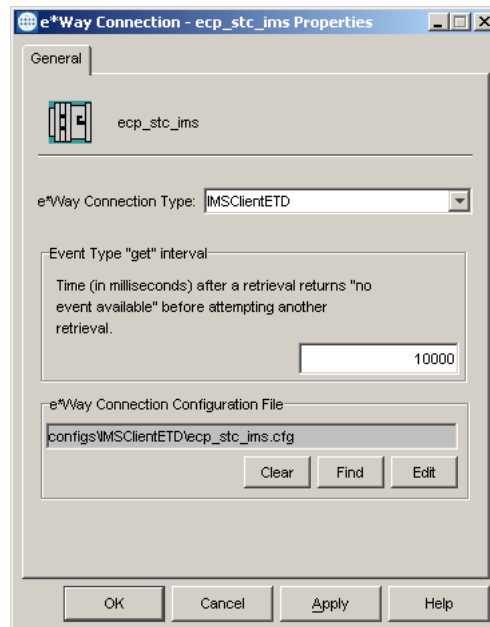 e*Way Connection - ecp_stc_ims Properties
General
ecp_stc_ims
e*Way Connection Type: IMSClientETD
Event Type "get" interval
Time (in milliseconds) after a retrieval returns "no
event available" before attempting another
retrieval.
10000
e*Way Connection Configuration File
configs\IMSClientETD\ecp_stc_ims.cfg
Clear Find Edit
OK Cancel Apply Help